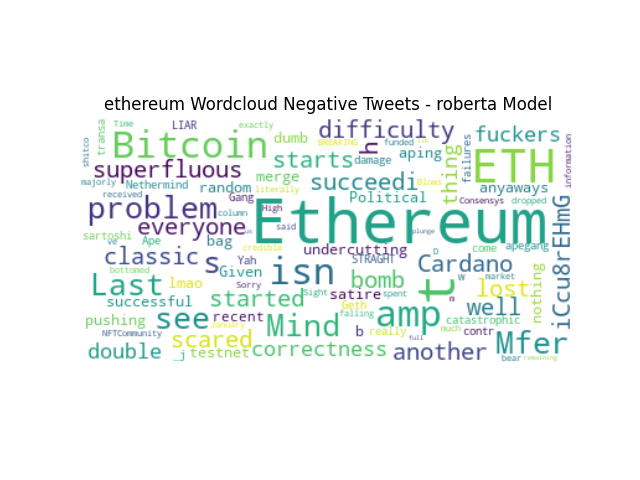 ethereum Wordcloud Negative Tweets - roberta Model
transa
Time
LIAR
exactly
difficulty
fuckers
Bitcoin
dumb
BREAKING
funded
starts
damage
aping
thing
failures
ETH
information
shitco
superfluous
merge
h
majorly
Nethermind
random
literally
succeedi
Blows
anyaways
received
Gang
Political
Consensys
dropped
problem
column
High
Ethereum
iCcu8rEHmG
sartoshi
everyone
said
plunge
ve
Ape
bag
credible
undercutting
D
come
apegang
classic
s
Yah
STRAGHT
Cardano
bottomed
Given
isn
bomb
t
W
market
lost
nothing
Last
lmao
Sorry
successful
started
Sight
satire
spent
Geth
amp
well
pushing
see
recent
Mind
falling
catastrophic
January
b
really
much
contr
NFTCommunity
scared
full
Mfer
double
_j
testnet
correctness
another
bear
remaining